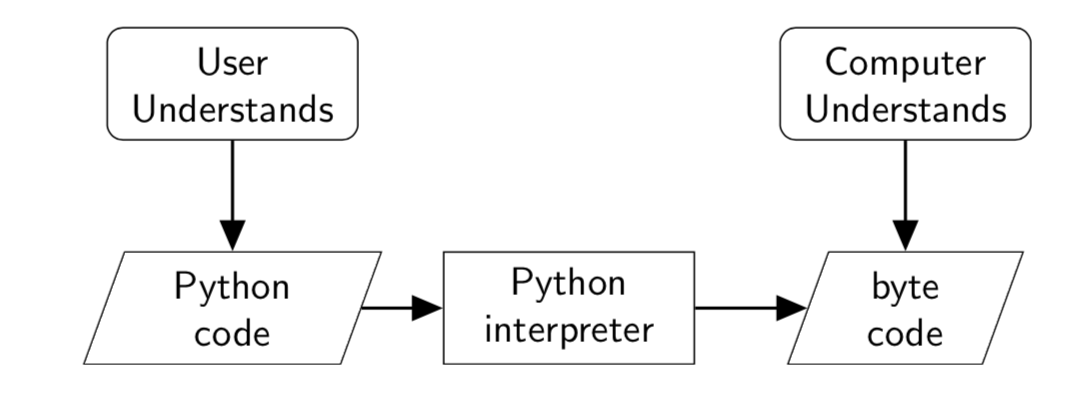 User
Understands
Computer
Understands
Python
code
Python
interpreter
byte
code